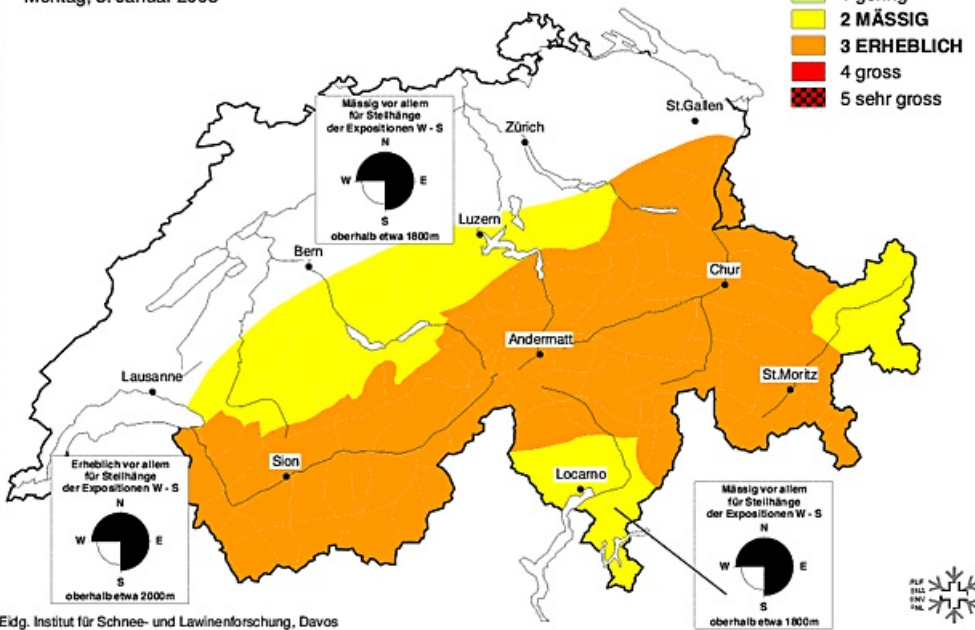 2 MÄSSIG
3 ERHEBLICH
4 gross
5 sehr gross
St.Gallen
Zürich
Mässig vor allem
für Steilhänge
der Expositionen W - S
N
W E
S
oberhalb etwa 1800m
Luzern
Bern
Chur
Andermatt
St.Moritz
Lausanne
Sion
Locarno
Erheblich vor allem
für Steilhänge
der Expositionen W - S
N
W E
S
oberhalb etwa 2000m
Mässig vor allem
für Steilhänge
der Expositionen W - S
N
W E
S
oberhalb etwa 1800m
Eidg. Institut für Schnee- und Lawinenforschung, Davos